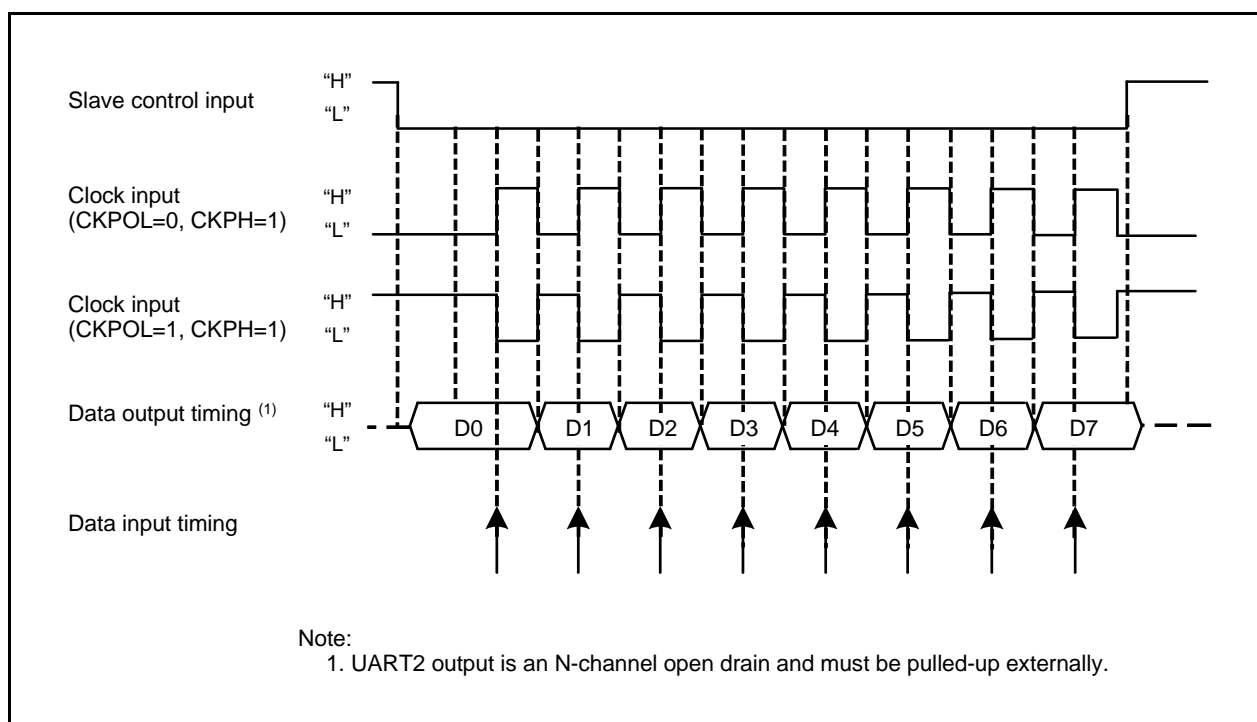 Slave control input
“H”
“L”
Clock input
(CKPOL=0, CKPH=1)
“H”
“L”
Clock input
(CKPOL=1, CKPH=1)
“H”
“L”
Data output timing (1)
“H”
“L”
D0 D1 D2 D3 D4 D5 D6 D7
Data input timing
Note:
1. UART2 output is an N-channel open drain and must be pulled-up externally.